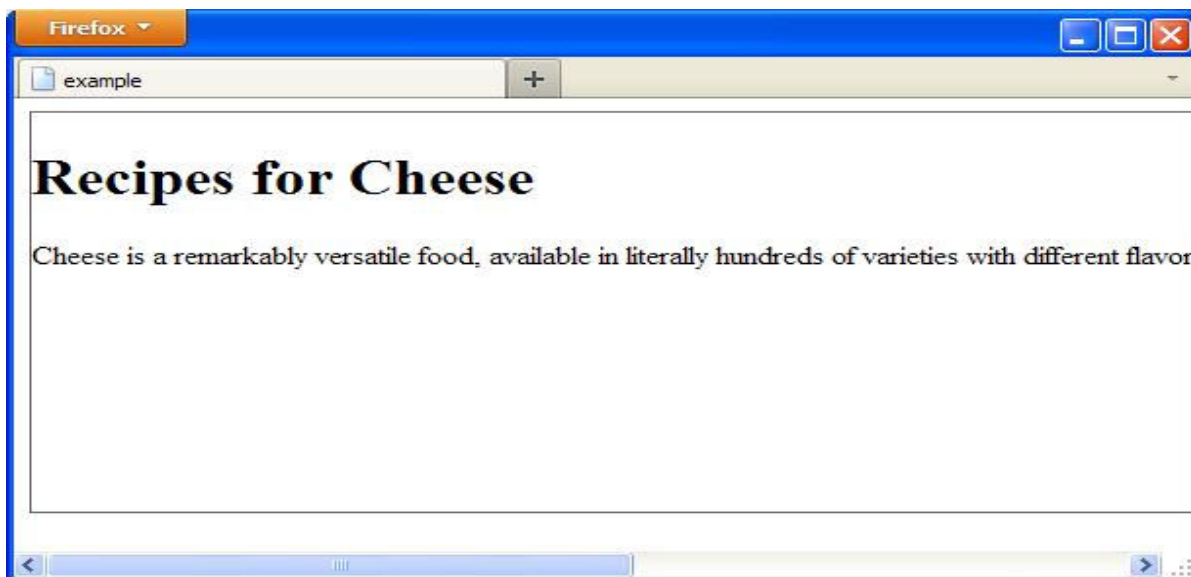 Firefox
example
Recipes for Cheese
Cheese is a remarkably versatile food, available in literally hundreds of varieties with different flavor